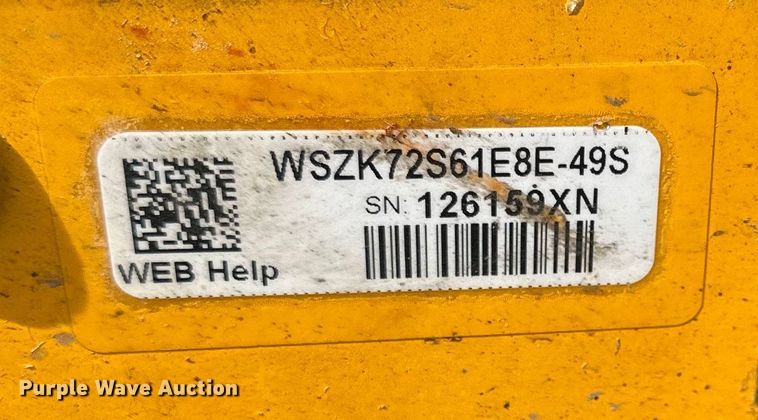 WSZK72S61E8E-49S
SN: 126159XN
WEB Help
Purple Wave Auction